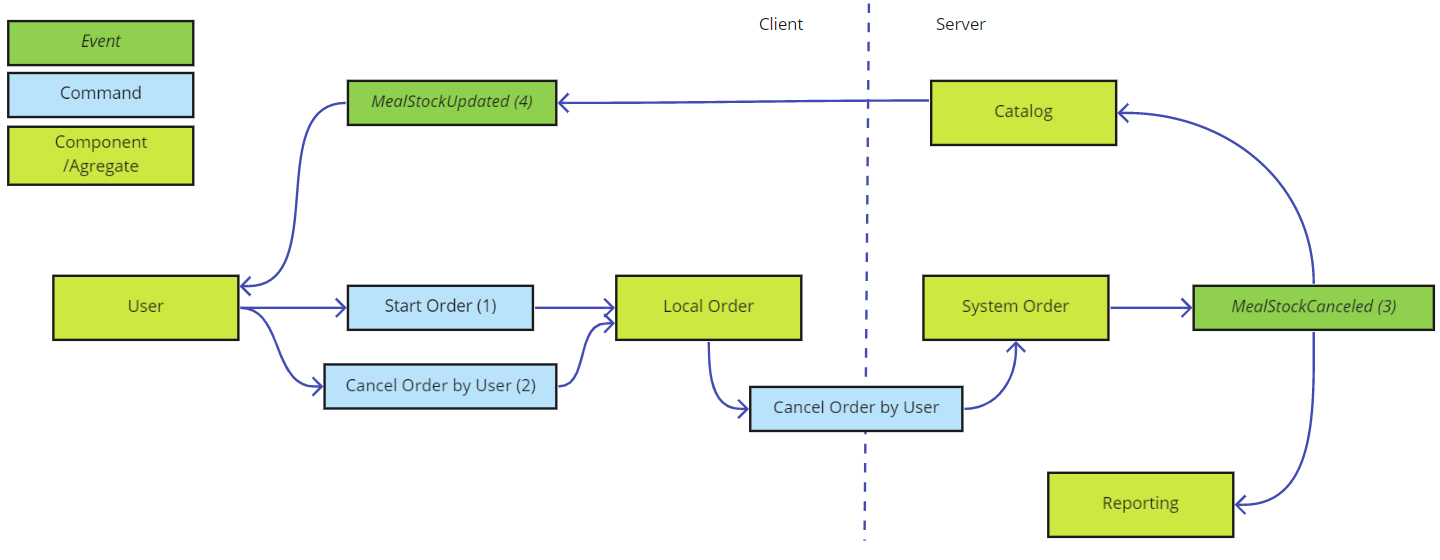 Client
Server
Event
Command
Component
/Agregate
MealStockUpdated (4)
Catalog
User
Start Order (1)
Local Order
System Order
MealStockCanceled (3)
Cancel Order by User (2)
Cancel Order by User
Reporting